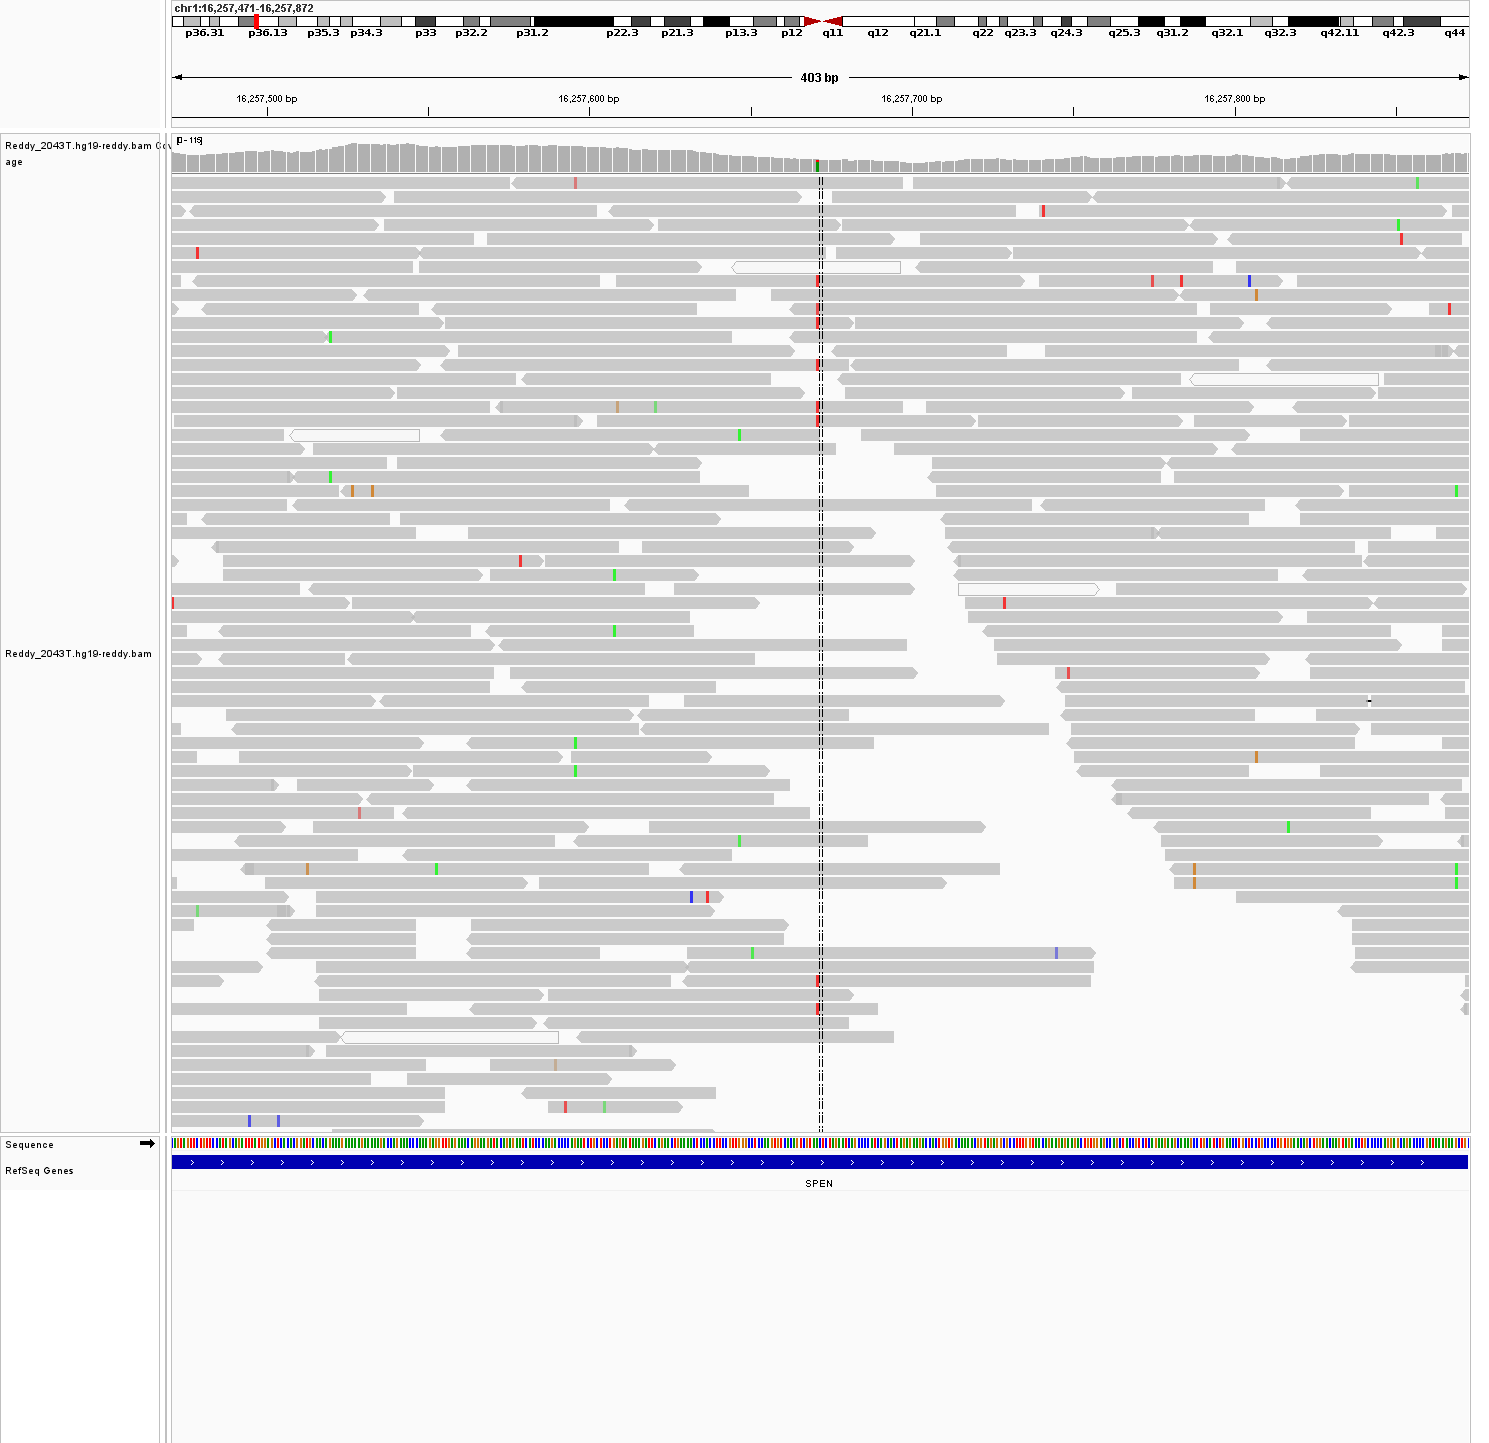 chr1:16,257,471-16,257,872
p36.31 p36.13 p35.3 p34.3 p33 p32.2 p31.2 p22.3 p21.3 p13.3 p12 q11 q12 q21.1 q22 q23.3 q24.3 q25.3 q31.2 q32.1 q32.3 q42.11 q42.3 q44
403 bp
16,257,500 bp 16,257,600 bp 16,257,700 bp 16,257,800 bp
[0 - 115]
Reddy_2043T.hg19-reddy.bam Cov
age
Reddy_2043T.hg19-reddy.bam
Sequence
RefSeq Genes
SPEN